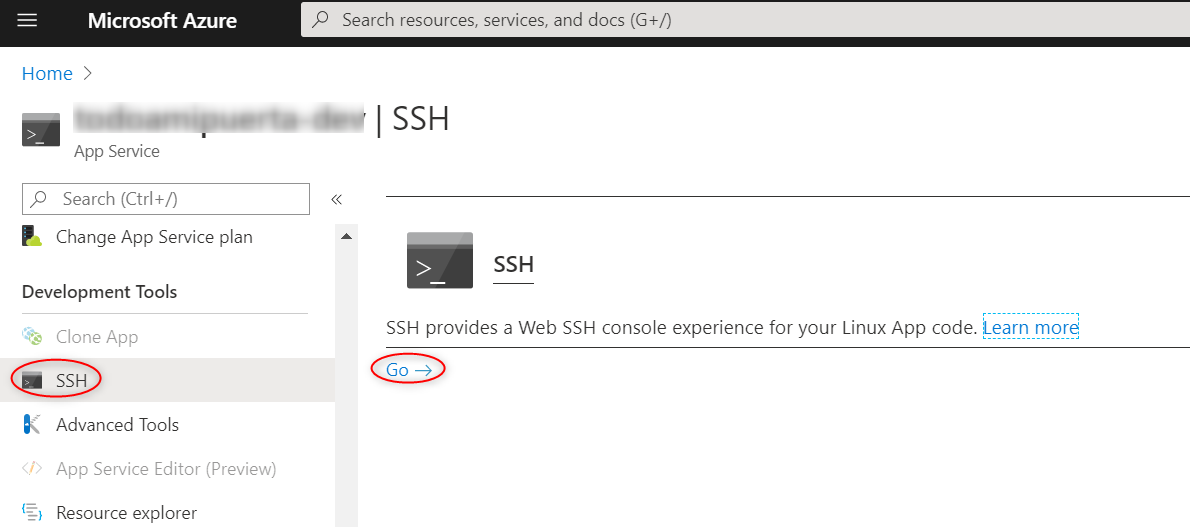 Microsoft Azure
Search resources, services, and docs (G+/)
Home
| SSH
App Service
Search (Ctrl+/)
«
Change App Service plan
Development Tools
Clone App
SSH
Advanced Tools
App Service Editor (Preview)
Resource explorer
SSH
SSH provides a Web SSH console experience for your Linux App code. Learn more
Go →